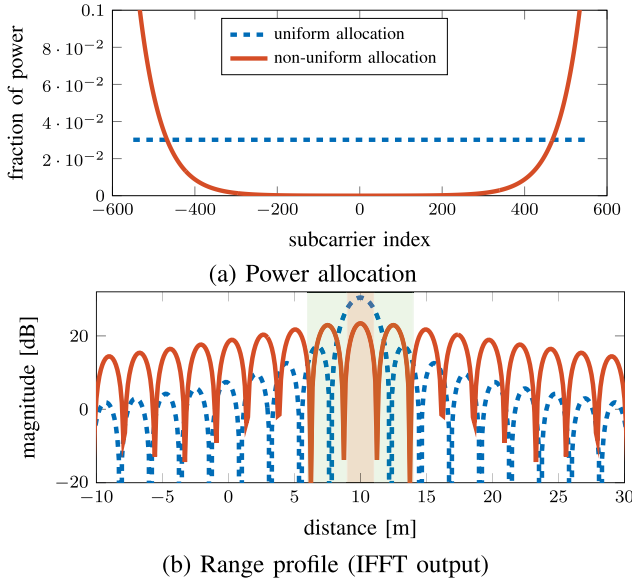 0.1
8 · 10⁻²
6 · 10⁻²
4 · 10⁻²
2 · 10⁻²
0
fraction of power
uniform allocation
non-uniform allocation
−600 −400 −200 0 200 400 600
subcarrier index
(a) Power allocation
20
0
−20
magnitude [dB]
−10 −5 0 5 10 15 20 25 30
distance [m]
(b) Range profile (IFFT output)